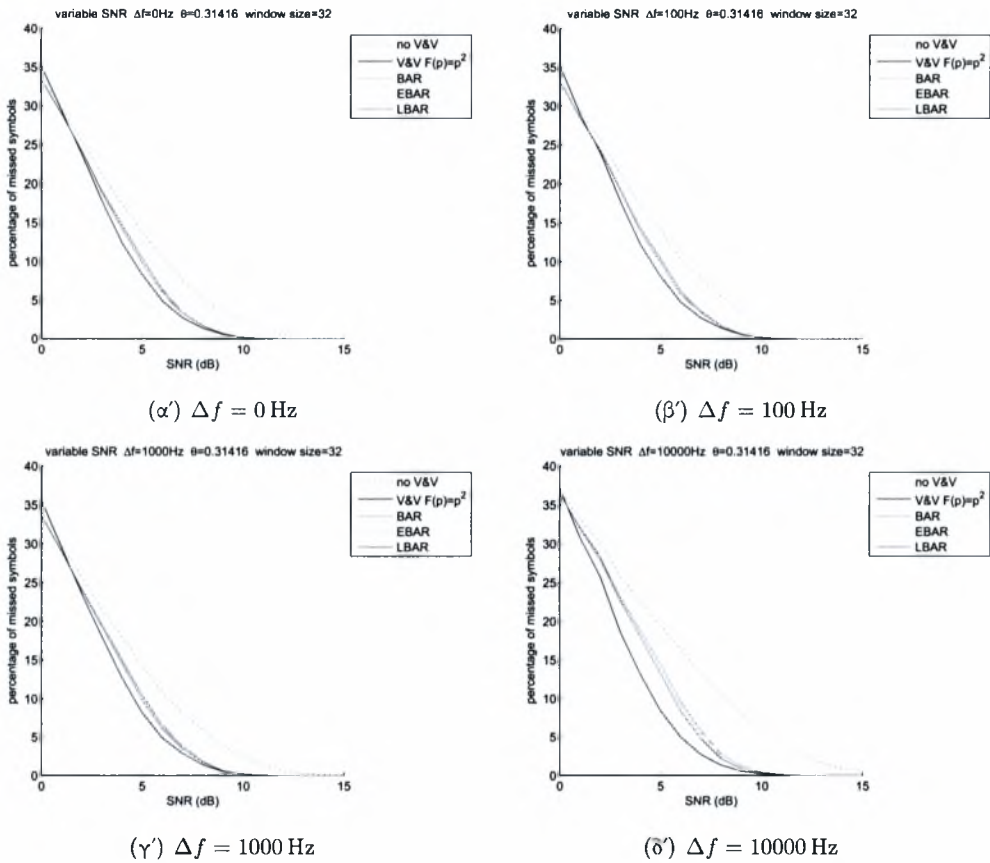 variable SNR Δf=0Hz θ=0.31416 window size=32
no V&V
V&V F(p)=p²
BAR
EBAR
LBAR
percentage of missed symbols
40
35
30
25
20
15
10
5
0
0 5 10 15
SNR (dB)
(α′) Δf = 0 Hz
variable SNR Δf=100Hz θ=0.31416 window size=32
no V&V
V&V F(p)=p²
BAR
EBAR
LBAR
percentage of missed symbols
40
35
30
25
20
15
10
5
0
0 5 10 15
SNR (dB)
(β′) Δf = 100 Hz
variable SNR Δf=1000Hz θ=0.31416 window size=32
no V&V
V&V F(p)=p²
BAR
EBAR
LBAR
percentage of missed symbols
40
35
30
25
20
15
10
5
0
0 5 10 15
SNR (dB)
(γ′) Δf = 1000 Hz
variable SNR Δf=10000Hz θ=0.31416 window size=32
no V&V
V&V F(p)=p²
BAR
EBAR
LBAR
percentage of missed symbols
40
35
30
25
20
15
10
5
0
0 5 10 15
SNR (dB)
(δ′) Δf = 10000 Hz